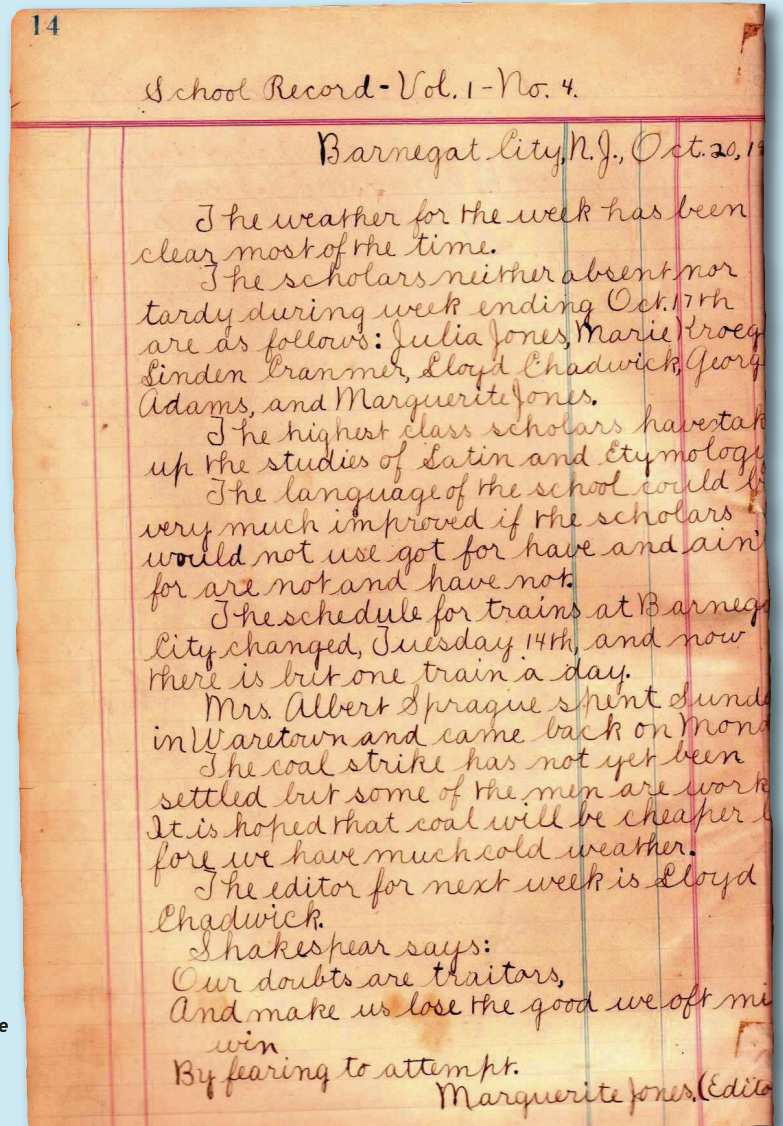 14
School Record - Vol. 1 - No. 4.
Barnegat City, N.J., Oct. 20, 1
The weather for the week has been
clear most of the time.
The scholars neither absent nor
tardy during week ending Oct. 17th
are as follows: Julia Jones, Marie Kroeg
Linden Cranmer, Lloyd Chadwick, Georg
Adams, and Marguerite Jones.
The highest class scholars have tak
up the studies of Latin and Etymology
The language of the school could b
very much improved if the scholars
would not use got for have and ain'
for are not and have not.
The schedule for trains at Barnega
City changed, Tuesday 14th, and now
there is but one train a day.
Mrs. Albert Sprague spent Sunda
in Waretown and came back on Mond
The coal strike has not yet been
settled but some of the men are work
It is hoped that coal will be cheaper b
fore we have much cold weather.
The editor for next week is Lloyd
Chadwick.
Shakespear says:
Our doubts are traitors,
And make us lose the good we oft mi
win
By fearing to attempt.
Marguerite Jones. (Edito
e